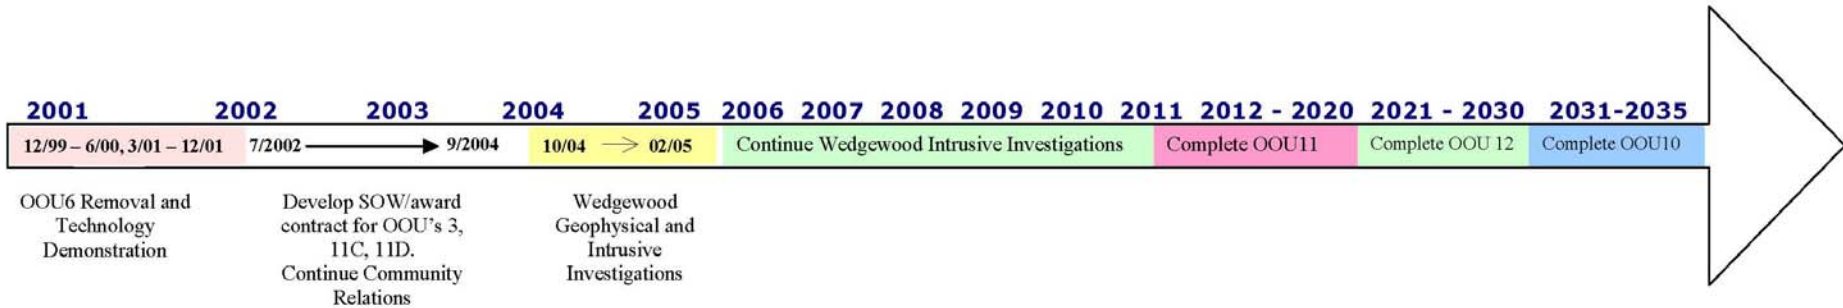 2001 2002 2003 2004 2005 2006 2007 2008 2009 2010 2011 2012 - 2020 2021 - 2030 2031-2035
12/99 – 6/00, 3/01 – 12/01 7/2002 9/2004 10/04 02/05 Continue Wedgewood Intrusive Investigations Complete OOU11 Complete OOU 12 Complete OOU10
OOU6 Removal and
Technology
Demonstration
Develop SOW/award
contract for OOU's 3,
11C, 11D.
Continue Community
Relations
Wedgewood
Geophysical and
Intrusive
Investigations